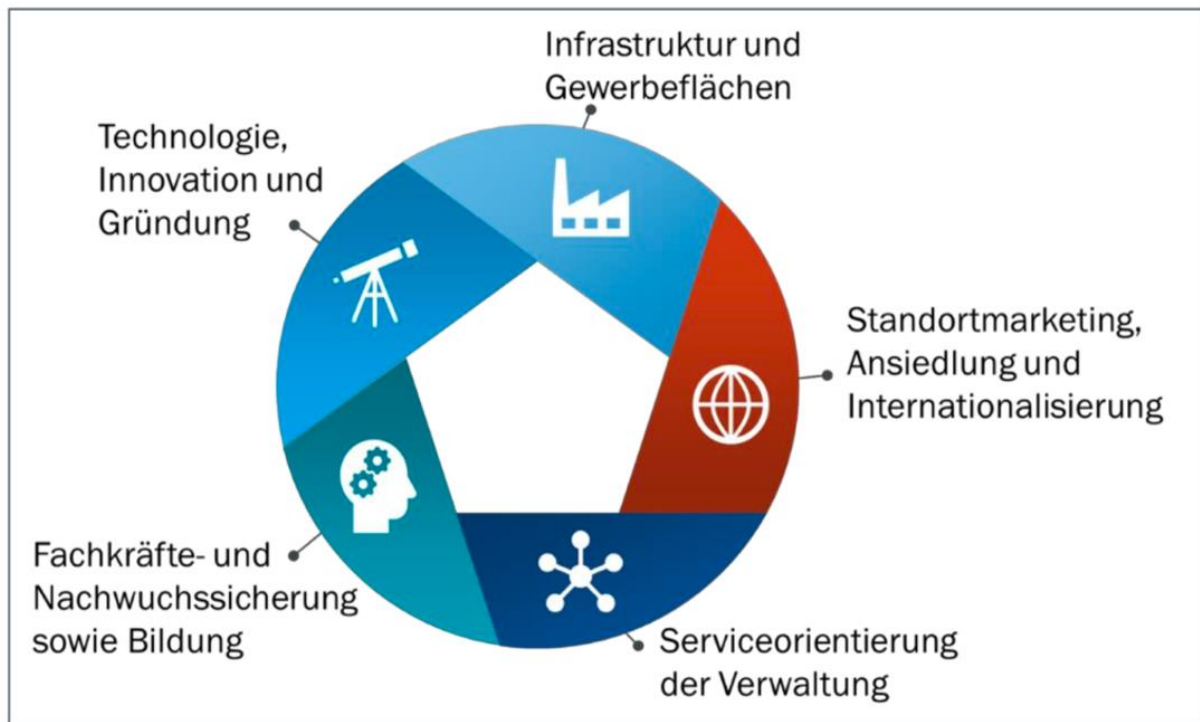 Infrastruktur und
Gewerbeflächen
Technologie,
Innovation und
Gründung
Standortmarketing,
Ansiedlung und
Internationalisierung
Fachkräfte- und
Nachwuchssicherung
sowie Bildung
Serviceorientierung
der Verwaltung